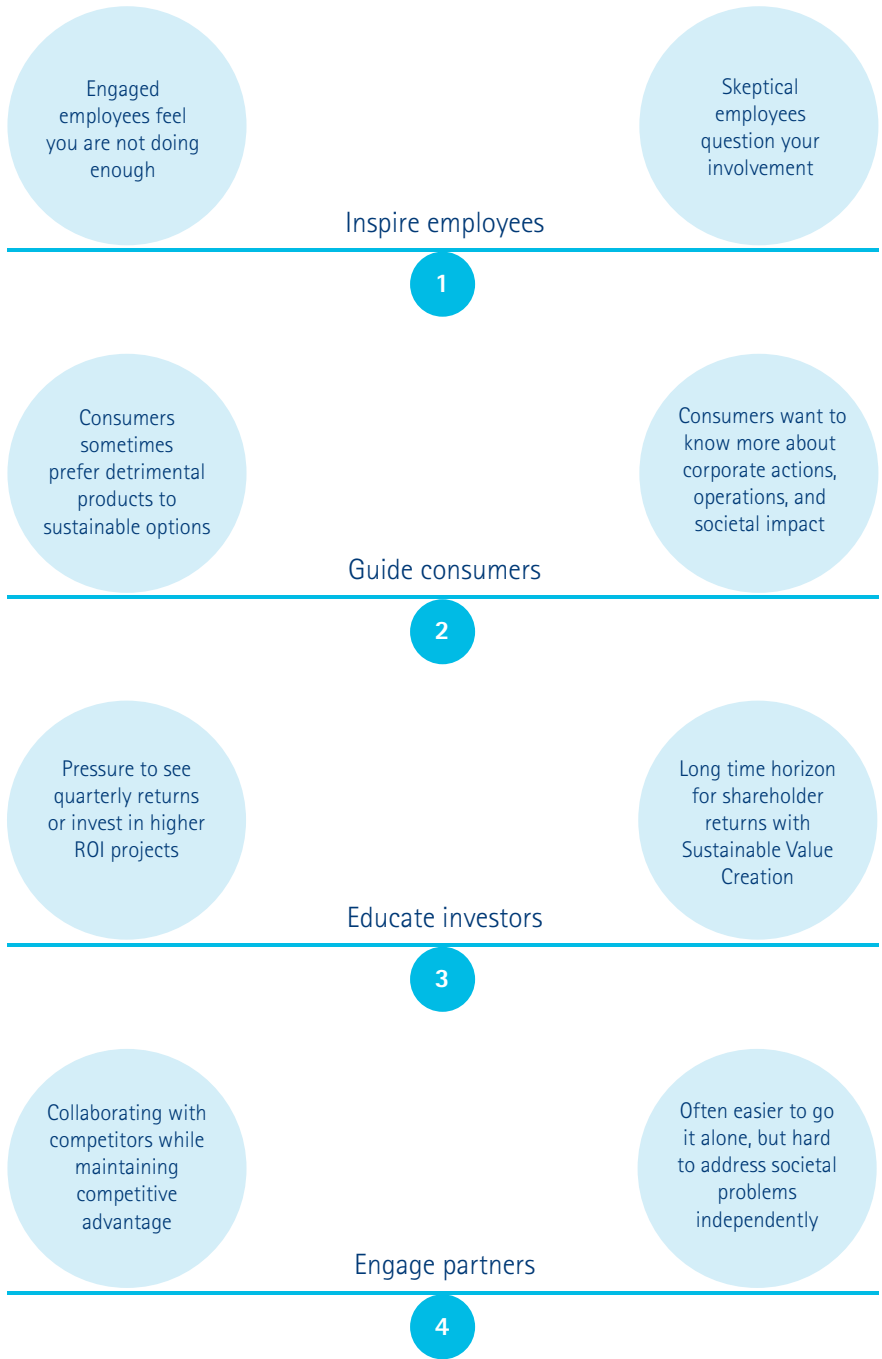 Engaged
employees feel
you are not doing
enough
Skeptical
employees
question your
involvement
Inspire employees
1
Consumers
sometimes
prefer detrimental
products to
sustainable options
Consumers want to
know more about
corporate actions,
operations, and
societal impact
Guide consumers
2
Pressure to see
quarterly returns
or invest in higher
ROI projects
Long time horizon
for shareholder
returns with
Sustainable Value
Creation
Educate investors
3
Collaborating with
competitors while
maintaining
competitive
advantage
Often easier to go
it alone, but hard
to address societal
problems
independently
Engage partners
4